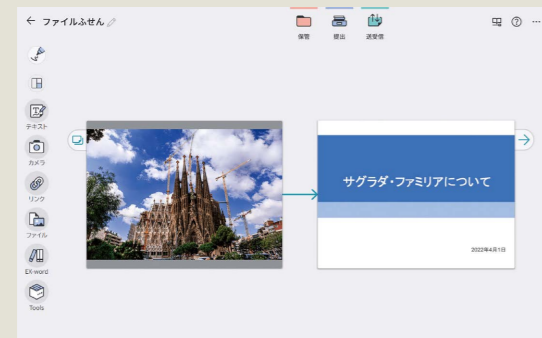 ファイルふせん
保管
提出
送受信
テキスト
カメラ
リンク
ファイル
EX-word
Tools
サグラダ・ファミリアについて
2022年4月1日